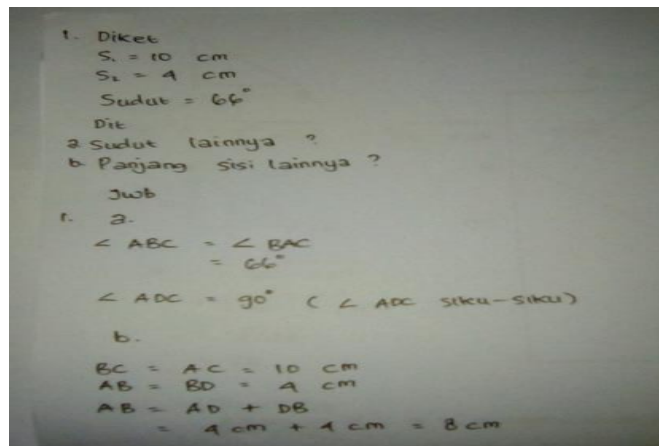 1. Diket
S₁ = 10 cm
S₂ = 4 cm
Sudut = 66°
Dit
a Sudut lainnya ?
b. Panjang sisi lainnya ?
Jwb
1. a.
∠ ABC = ∠ BAC
= 66°
∠ ADC = 90° ( ∠ ADC siku-siku)
b.
BC = AC = 10 cm
AB = BD = 4 cm
AB = AD + DB
= 4 cm + 4 cm = 8 cm